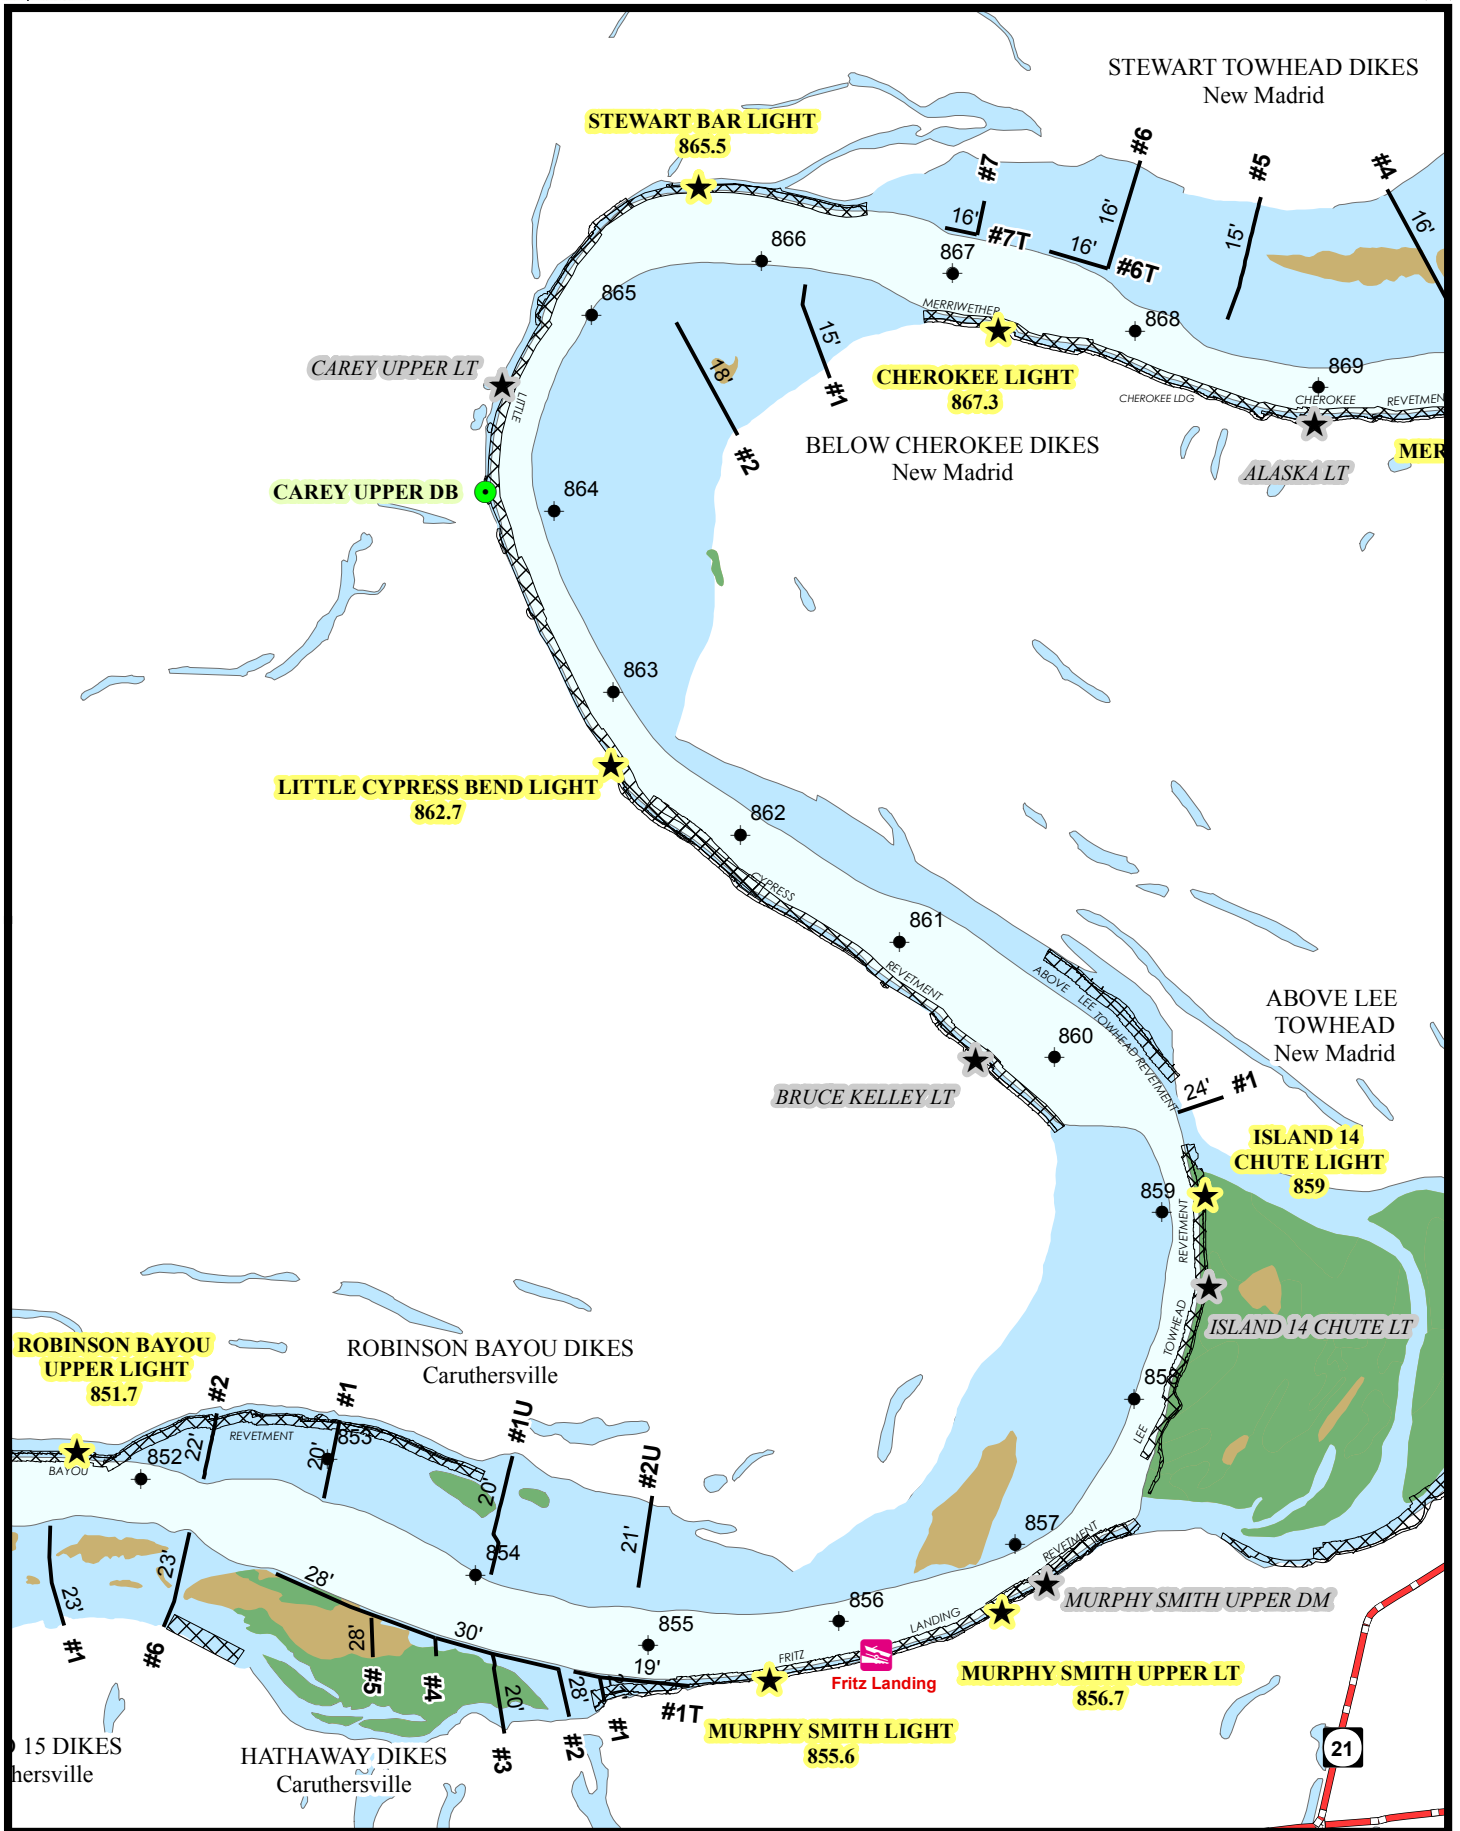 STEWART TOWHEAD DIKES
New Madrid
STEWART BAR LIGHT
865.5
#7
#6
#5
#4
16'
16'
15'
16'
#7T
16'
#6T
866
867
865
868
869
MERRIWETHER
15'
18'
#1
#2
CAREY UPPER LT
LITTLE
CHEROKEE LIGHT
867.3
CHEROKEE LDG
CHEROKEE
REVETMEN
BELOW CHEROKEE DIKES
New Madrid
MER
ALASKA LT
CAREY UPPER DB
864
863
LITTLE CYPRESS BEND LIGHT
862.7
862
CYPRESS
861
REVETMENT
ABOVE LEE TOWHEAD REVETMENT
ABOVE LEE
TOWHEAD
New Madrid
860
BRUCE KELLEY LT
24'
#1
ISLAND 14
CHUTE LIGHT
859
859
REVETMENT
TOWHEAD
LEE
ISLAND 14 CHUTE LT
858
ROBINSON BAYOU
UPPER LIGHT
851.7
ROBINSON BAYOU DIKES
Caruthersville
#2
#1
#1U
#2U
22'
REVETMENT
20'
853
852
BAYOU
20'
21'
854
857
REVETMENT
23'
23'
#1
#6
28'
28'
#5
#4
30'
20'
#3
28'
#2
#1
19'
#1T
855
856
FRITZ
LANDING
Fritz Landing
MURPHY SMITH UPPER DM
MURPHY SMITH UPPER LT
856.7
MURPHY SMITH LIGHT
855.6
HATHAWAY DIKES
Caruthersville
15 DIKES
hersville
21